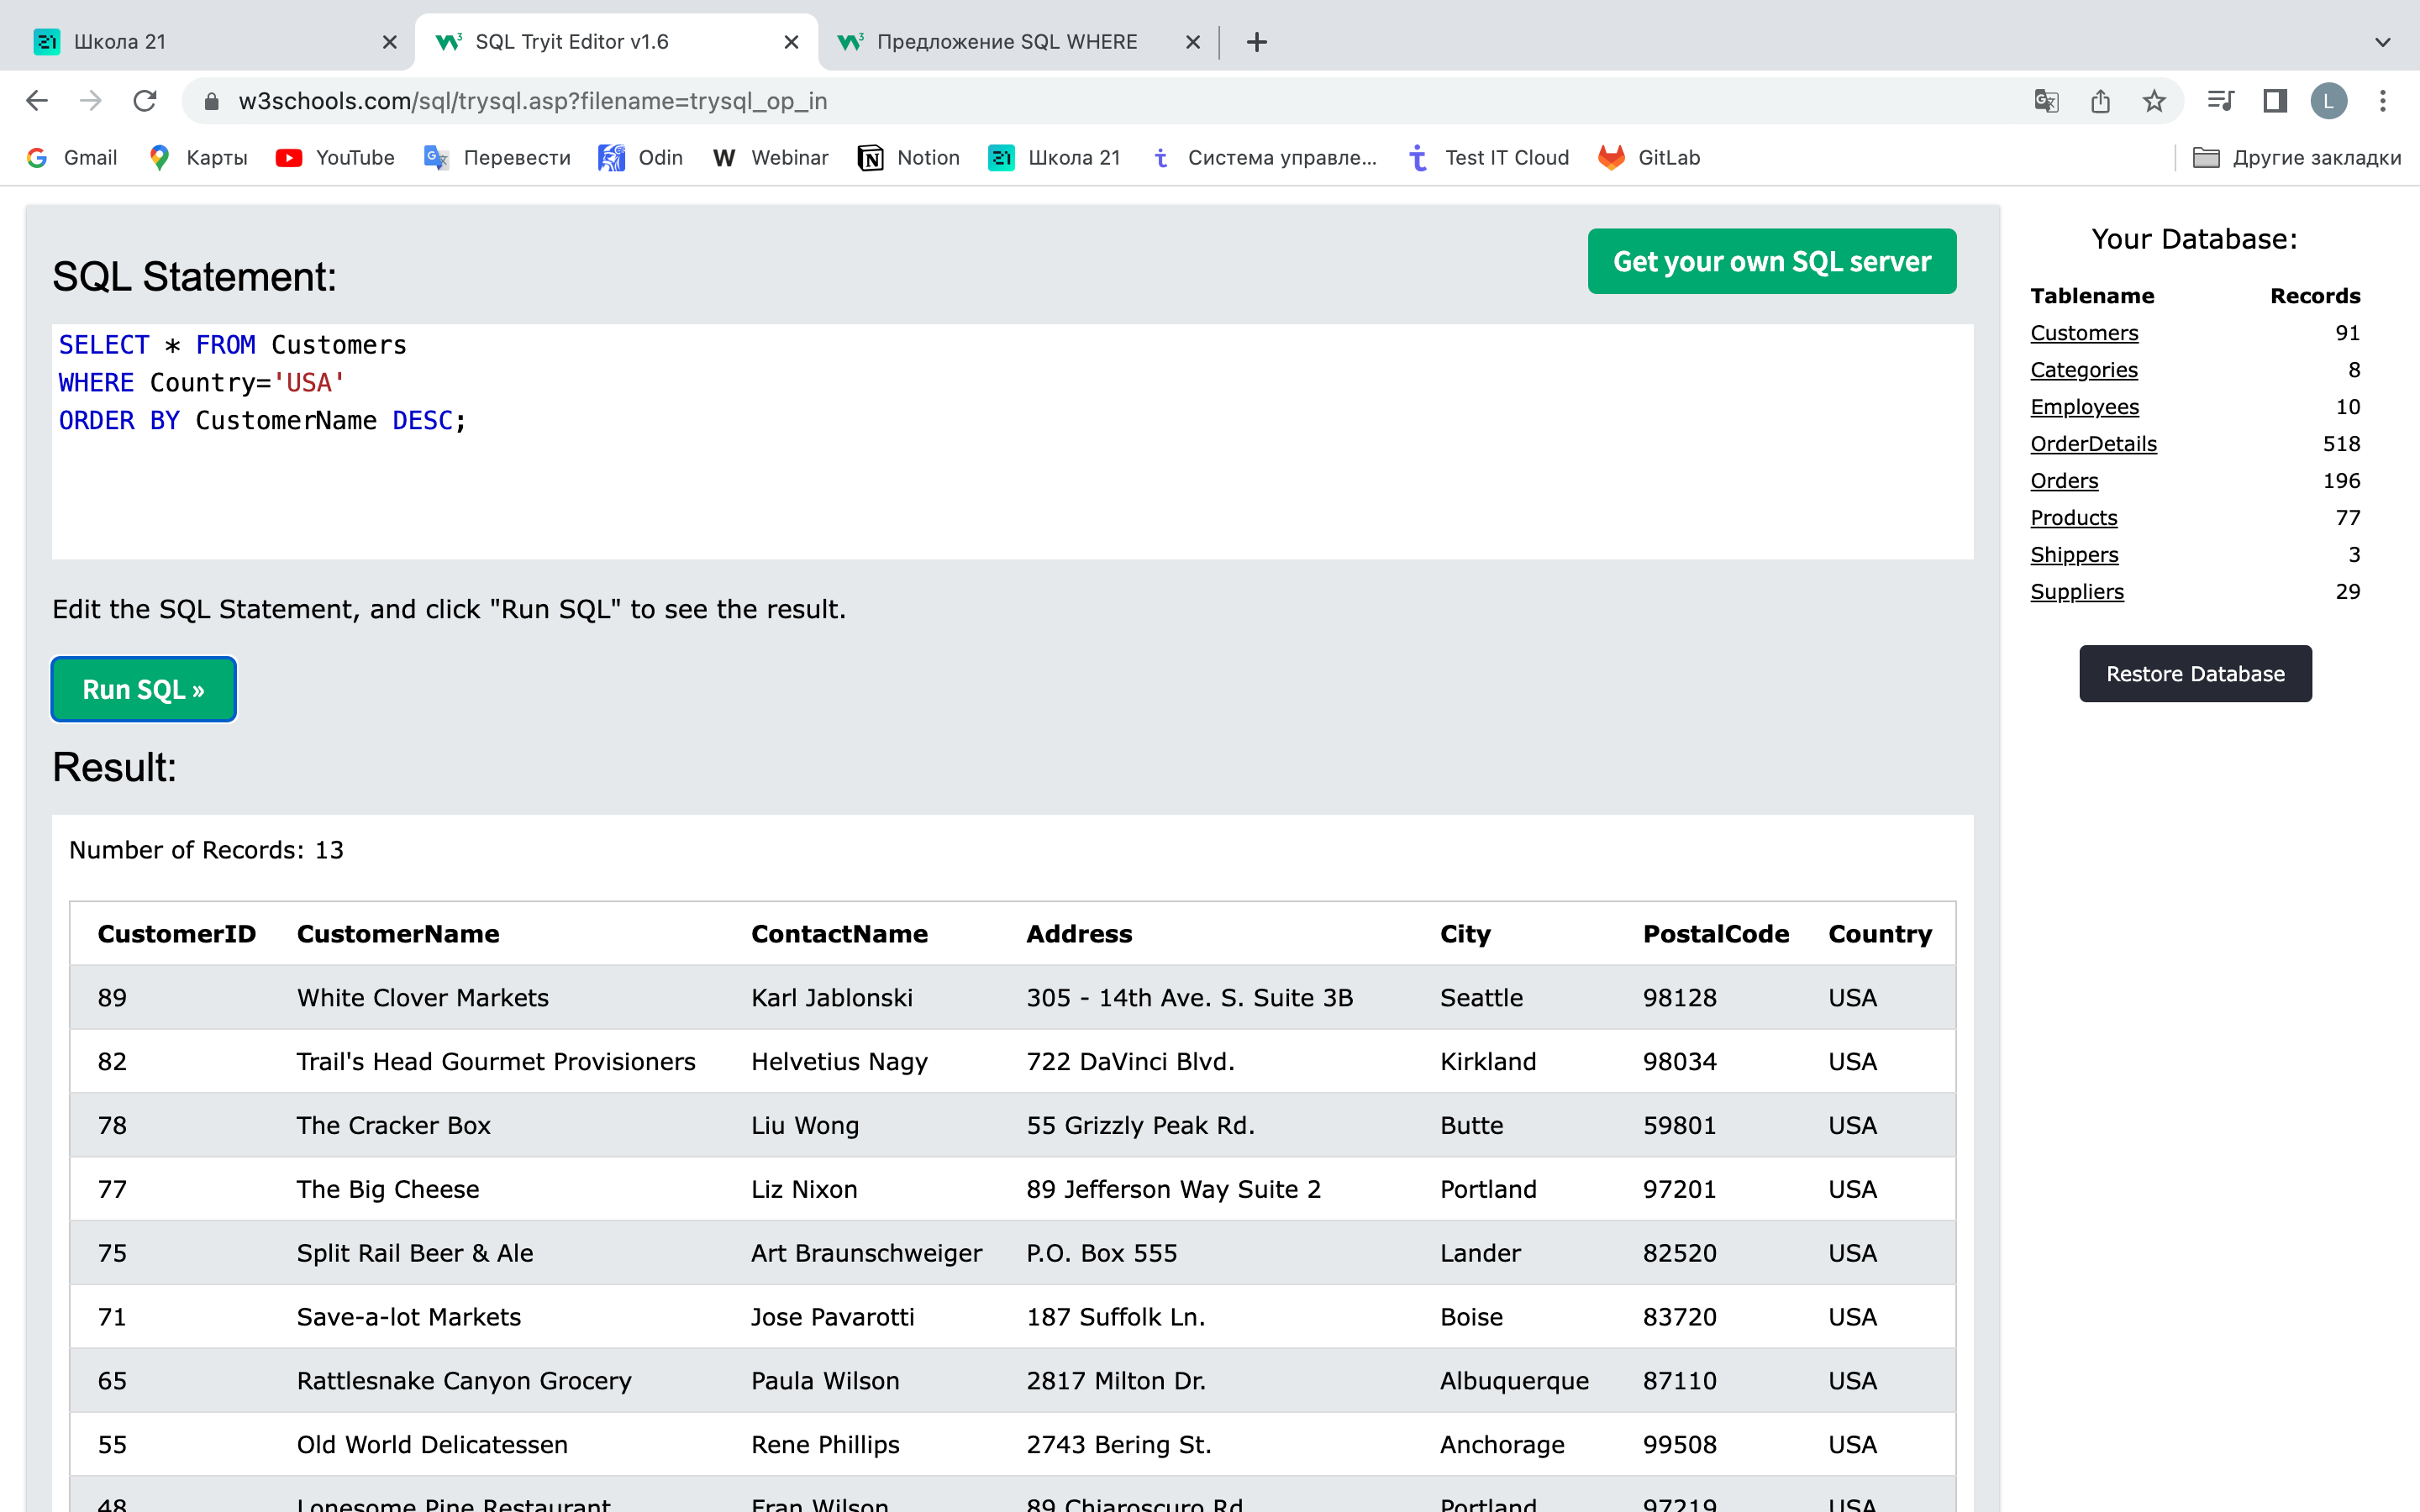 Школа 21
SQL Tryit Editor v1.6
Предложение SQL WHERE
w3schools.com/sql/trysql.asp?filename=trysql_op_in
L
Gmail
Карты
YouTube
Перевести
Odin
Webinar
Notion
Школа 21
Система управле...
Test IT Cloud
GitLab
Другие закладки
SQL Statement:
Get your own SQL server
SELECT * FROM Customers
WHERE Country='USA'
ORDER BY CustomerName DESC;
Edit the SQL Statement, and click "Run SQL" to see the result.
Run SQL »
Result:
Number of Records: 13
CustomerID CustomerName ContactName Address City PostalCode Country
89 White Clover Markets Karl Jablonski 305 - 14th Ave. S. Suite 3B Seattle 98128 USA
82 Trail's Head Gourmet Provisioners Helvetius Nagy 722 DaVinci Blvd. Kirkland 98034 USA
78 The Cracker Box Liu Wong 55 Grizzly Peak Rd. Butte 59801 USA
77 The Big Cheese Liz Nixon 89 Jefferson Way Suite 2 Portland 97201 USA
75 Split Rail Beer & Ale Art Braunschweiger P.O. Box 555 Lander 82520 USA
71 Save-a-lot Markets Jose Pavarotti 187 Suffolk Ln. Boise 83720 USA
65 Rattlesnake Canyon Grocery Paula Wilson 2817 Milton Dr. Albuquerque 87110 USA
55 Old World Delicatessen Rene Phillips 2743 Bering St. Anchorage 99508 USA
48 Lonesome Pine Restaurant Fran Wilson 89 Chiaroscuro Rd. Portland 97219 USA
Your Database:
Tablename Records
Customers 91
Categories 8
Employees 10
OrderDetails 518
Orders 196
Products 77
Shippers 3
Suppliers 29
Restore Database